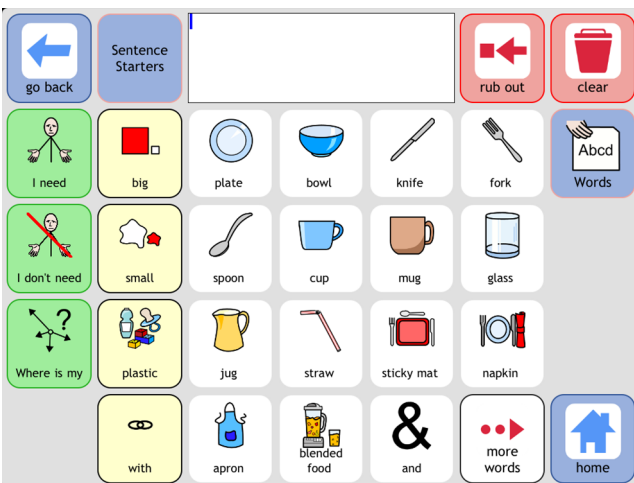 go back
Sentence
Starters
rub out
clear
I need
big
plate
bowl
knife
fork
Abcd
Words
I don't need
small
spoon
cup
mug
glass
?
Where is my
plastic
jug
straw
sticky mat
napkin
with
apron
blended
food
&
and
more
words
home